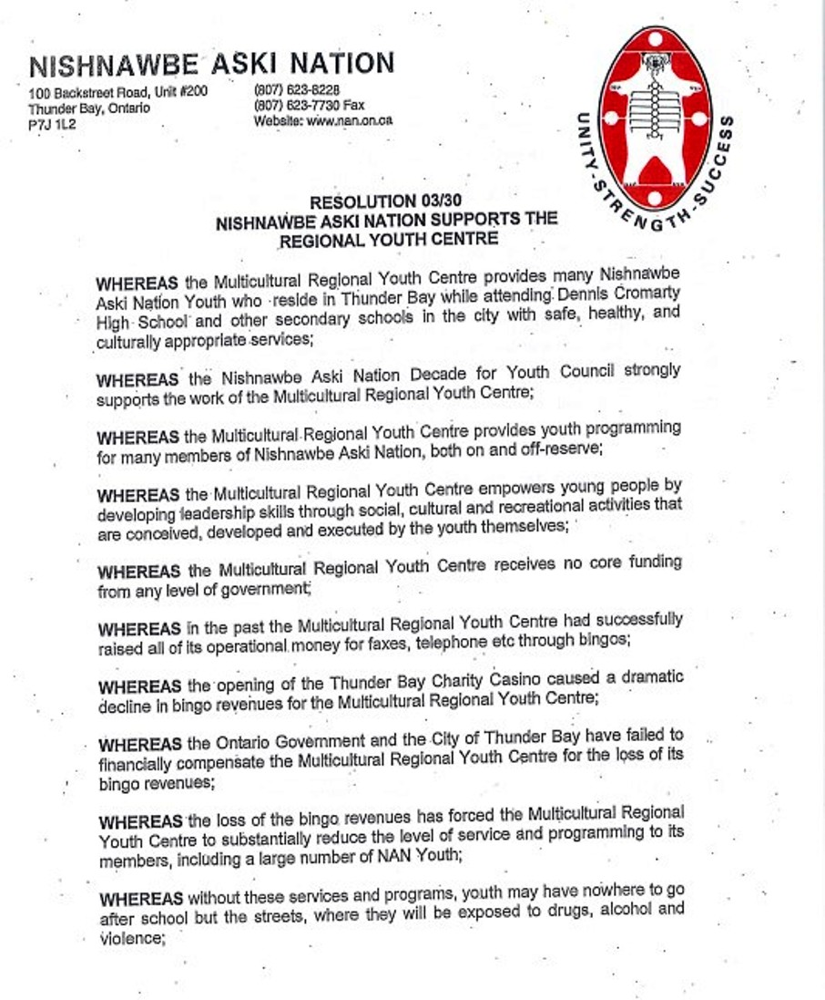 NISHNAWBE ASKI NATION
100 Backstreet Road, Unit #200
Thunder Bay, Ontario
P7J 1L2
(807) 623-8228
(807) 623-7730 Fax
Website: www.nan.on.ca
UNITY-STRENGTH-SUCCESS
RESOLUTION 03/30
NISHNAWBE ASKI NATION SUPPORTS THE
REGIONAL YOUTH CENTRE
WHEREAS the Multicultural Regional Youth Centre provides many Nishnawbe
Aski Nation Youth who reside in Thunder Bay while attending Dennis Cromarty
High School and other secondary schools in the city with safe, healthy, and
culturally appropriate services;
WHEREAS the Nishnawbe Aski Nation Decade for Youth Council strongly
supports the work of the Multicultural Regional Youth Centre;
WHEREAS the Multicultural Regional Youth Centre provides youth programming
for many members of Nishnawbe Aski Nation, both on and off-reserve;
WHEREAS the Multicultural Regional Youth Centre empowers young people by
developing leadership skills through social, cultural and recreational activities that
are conceived, developed and executed by the youth themselves;
WHEREAS the Multicultural Regional Youth Centre receives no core funding
from any level of government;
WHEREAS in the past the Multicultural Regional Youth Centre had successfully
raised all of its operational money for faxes, telephone etc through bingos;
WHEREAS the opening of the Thunder Bay Charity Casino caused a dramatic
decline in bingo revenues for the Multicultural Regional Youth Centre;
WHEREAS the Ontario Government and the City of Thunder Bay have failed to
financially compensate the Multicultural Regional Youth Centre for the loss of its
bingo revenues;
WHEREAS the loss of the bingo revenues has forced the Multicultural Regional
Youth Centre to substantially reduce the level of service and programming to its
members, including a large number of NAN Youth;
WHEREAS without these services and programs, youth may have nowhere to go
after school but the streets, where they will be exposed to drugs, alcohol and
violence;